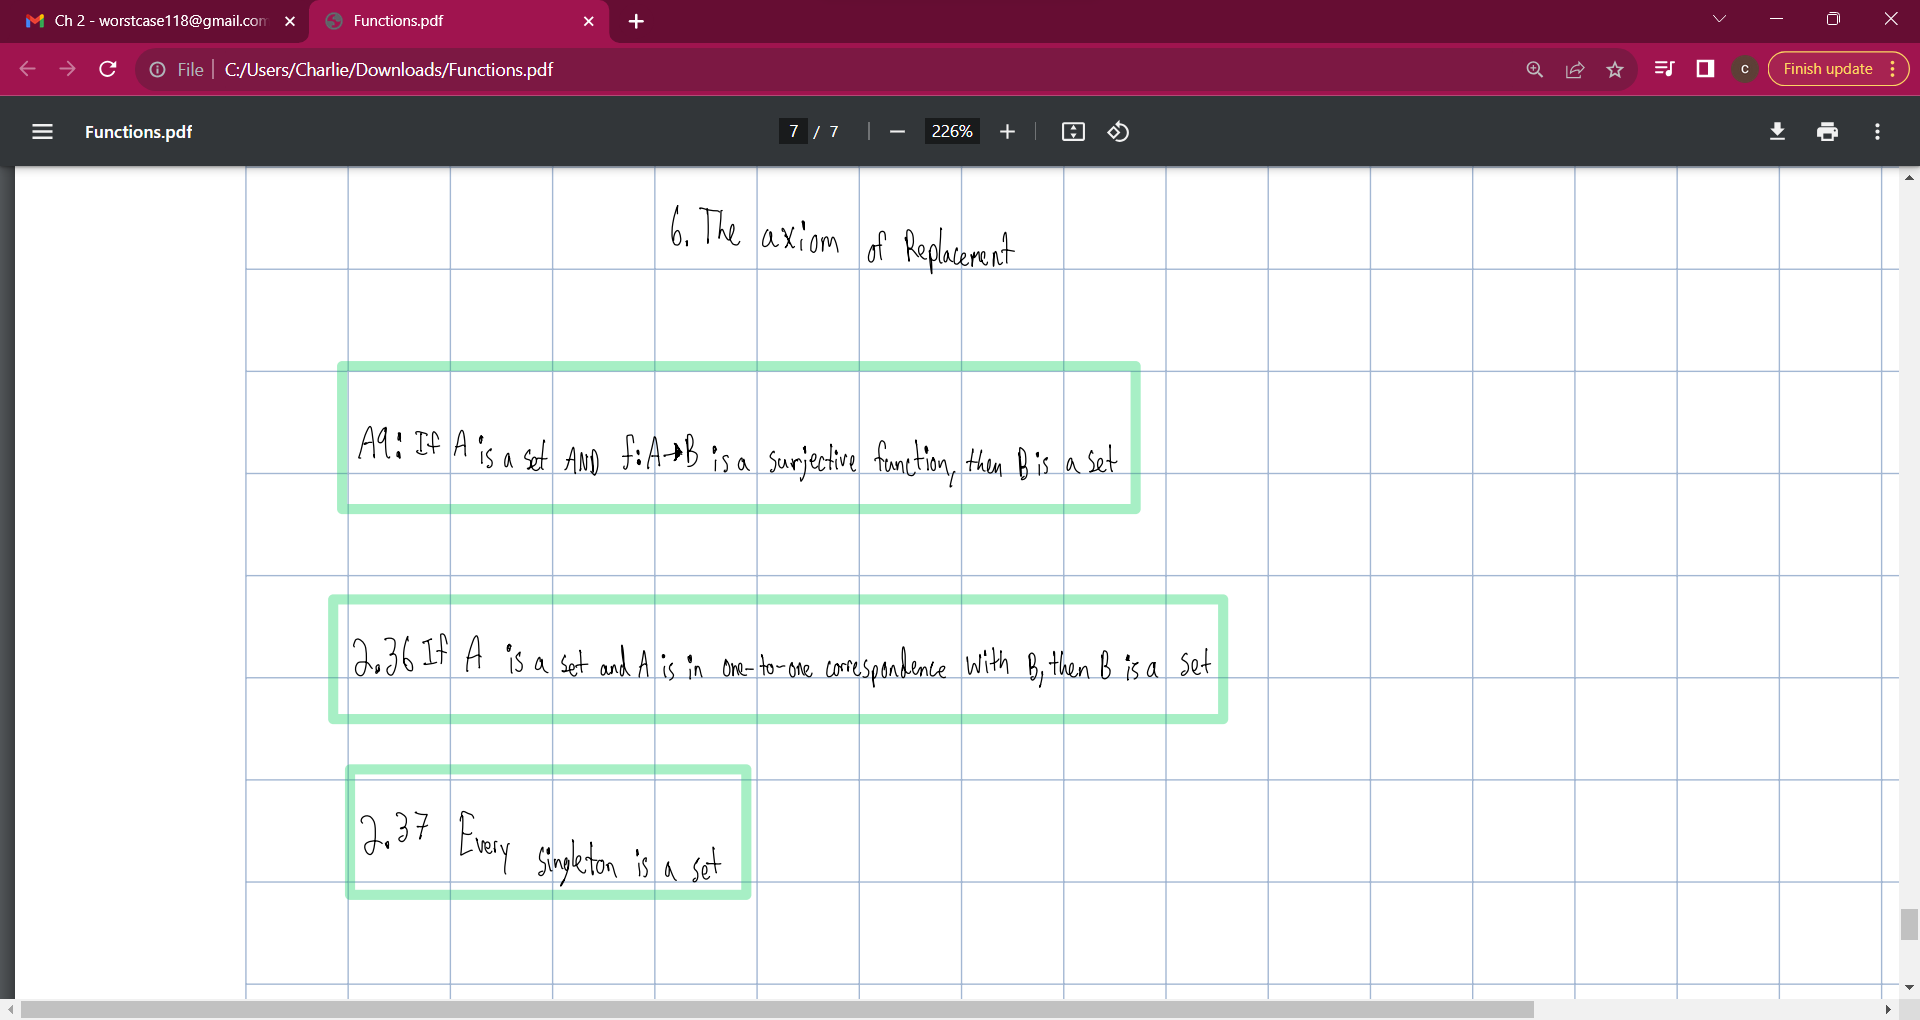 Ch 2 - worstcase118@gmail.com
Functions.pdf
File
C:/Users/Charlie/Downloads/Functions.pdf
C
Finish update
Functions.pdf
7 / 7
226%
6. The axiom of Replacement
A9: If A is a set AND f: A→B is a surjective function, then B is a set
2.36 If A is a set and A is in one-to-one correspondence with B, then B is a set
2.37 Every singleton is a set